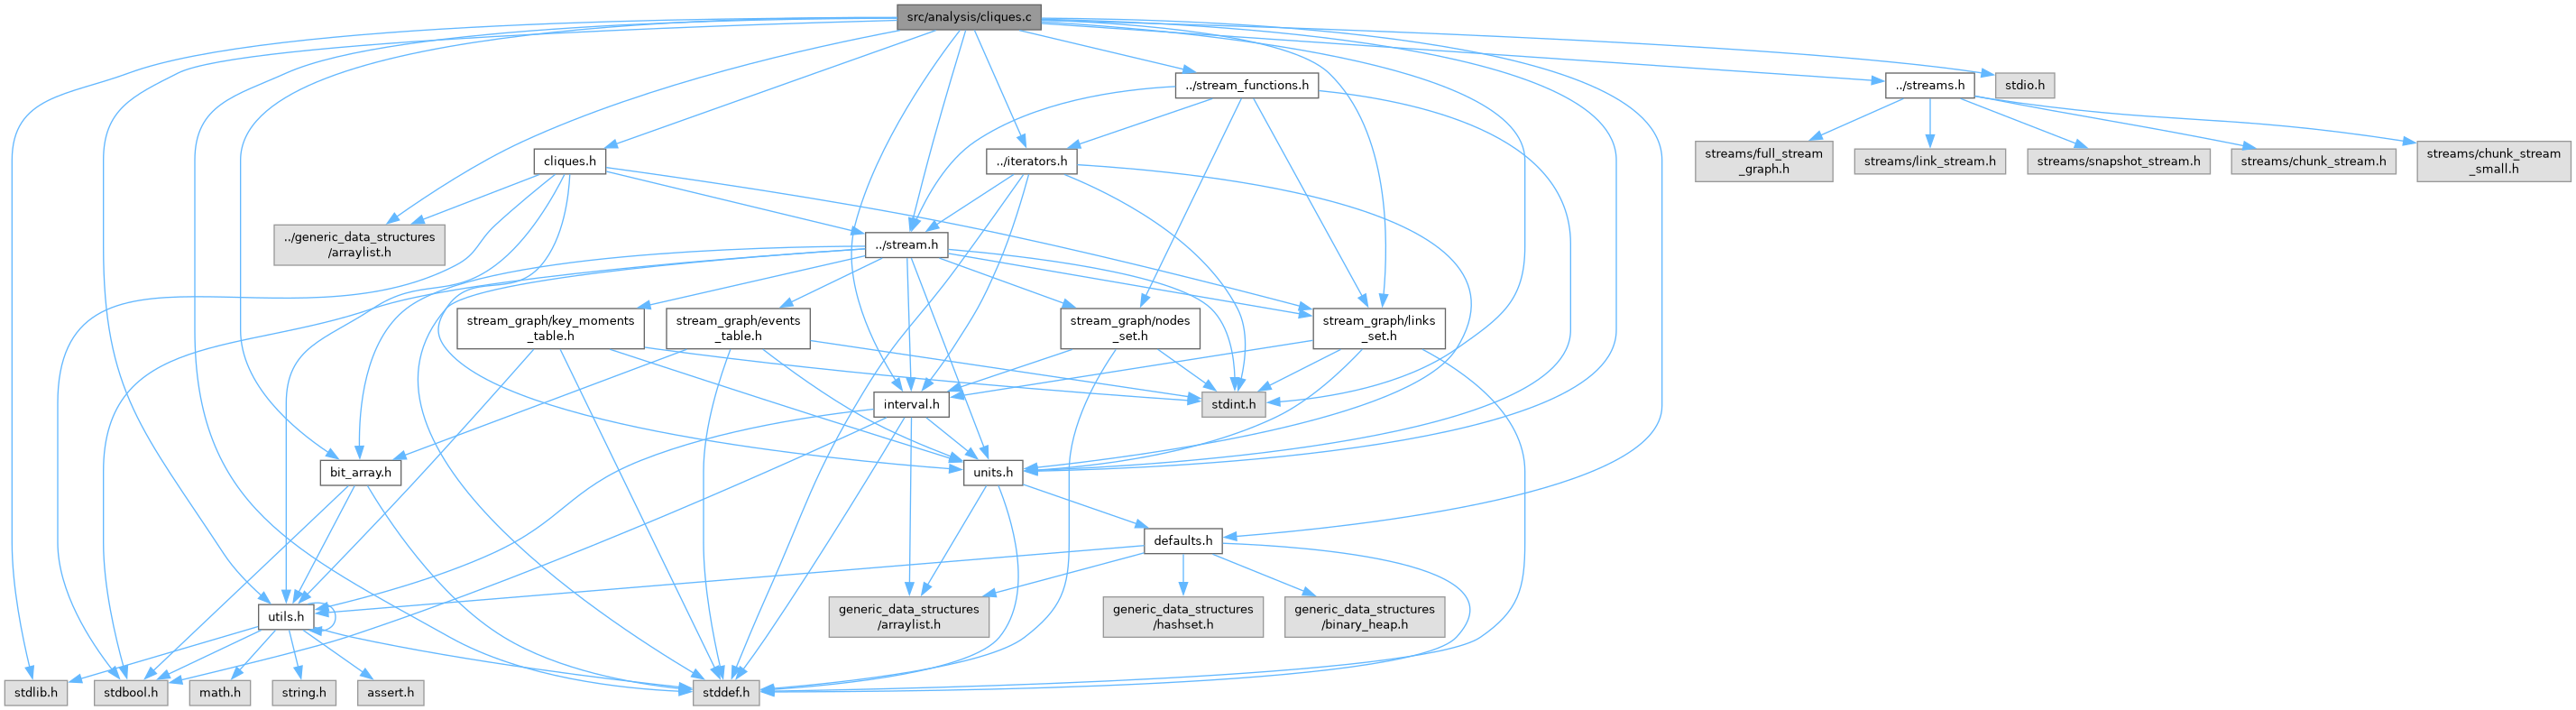 src/analysis/cliques.c
../stream_functions.h
../streams.h
stdio.h
streams/full_stream
_graph.h
streams/link_stream.h
streams/snapshot_stream.h
streams/chunk_stream.h
streams/chunk_stream
_small.h
cliques.h
../iterators.h
../generic_data_structures
/arraylist.h
../stream.h
stream_graph/key_moments
_table.h
stream_graph/events
_table.h
stream_graph/nodes
_set.h
stream_graph/links
_set.h
interval.h
stdint.h
bit_array.h
units.h
defaults.h
utils.h
generic_data_structures
/arraylist.h
generic_data_structures
/hashset.h
generic_data_structures
/binary_heap.h
stdlib.h
stdbool.h
math.h
string.h
assert.h
stddef.h